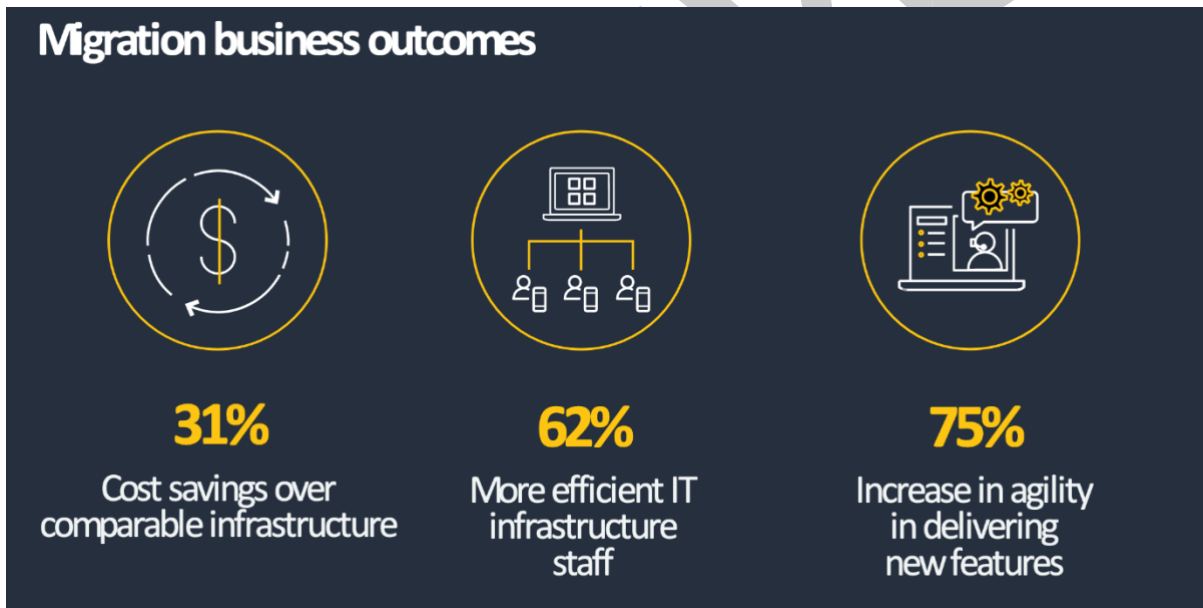 Migration business outcomes
31%
Cost savings over
comparable infrastructure
62%
More efficient IT
infrastructure
staff
75%
Increase in agility
in delivering
new features